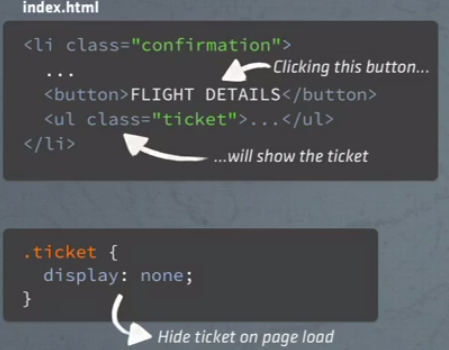 index.html
<li class="confirmation">
...
Clicking this button...
<button>FLIGHT DETAILS</button>
<ul class="ticket">...</ul>
</li>
...will show the ticket
.ticket {
display: none;
}
Hide ticket on page load